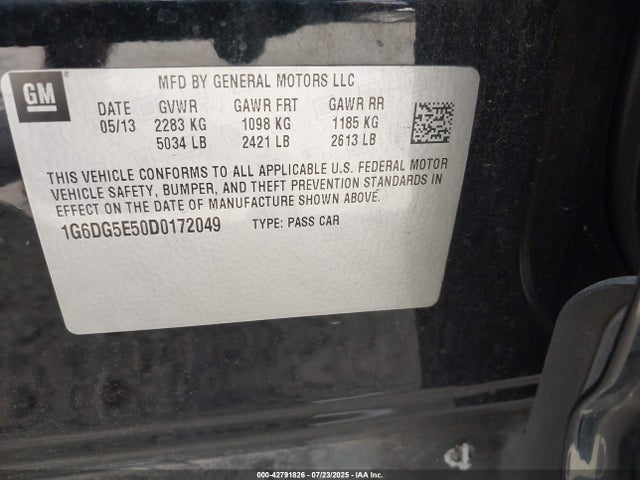 GM
MFD BY GENERAL MOTORS LLC
DATE GVWR GAWR FRT GAWR RR
05/13 2283 KG 1098 KG 1185 KG
5034 LB 2421 LB 2613 LB
THIS VEHICLE CONFORMS TO ALL APPLICABLE U.S. FEDERAL MOTOR
VEHICLE SAFETY, BUMPER, AND THEFT PREVENTION STANDARDS IN
EFFECT ON THE DATE OF MANUFACTURE SHOWN ABOVE.
1G6DG5E50D0172049 TYPE: PASS CAR
000-42791826 - 07/23/2025 - IAA Inc.